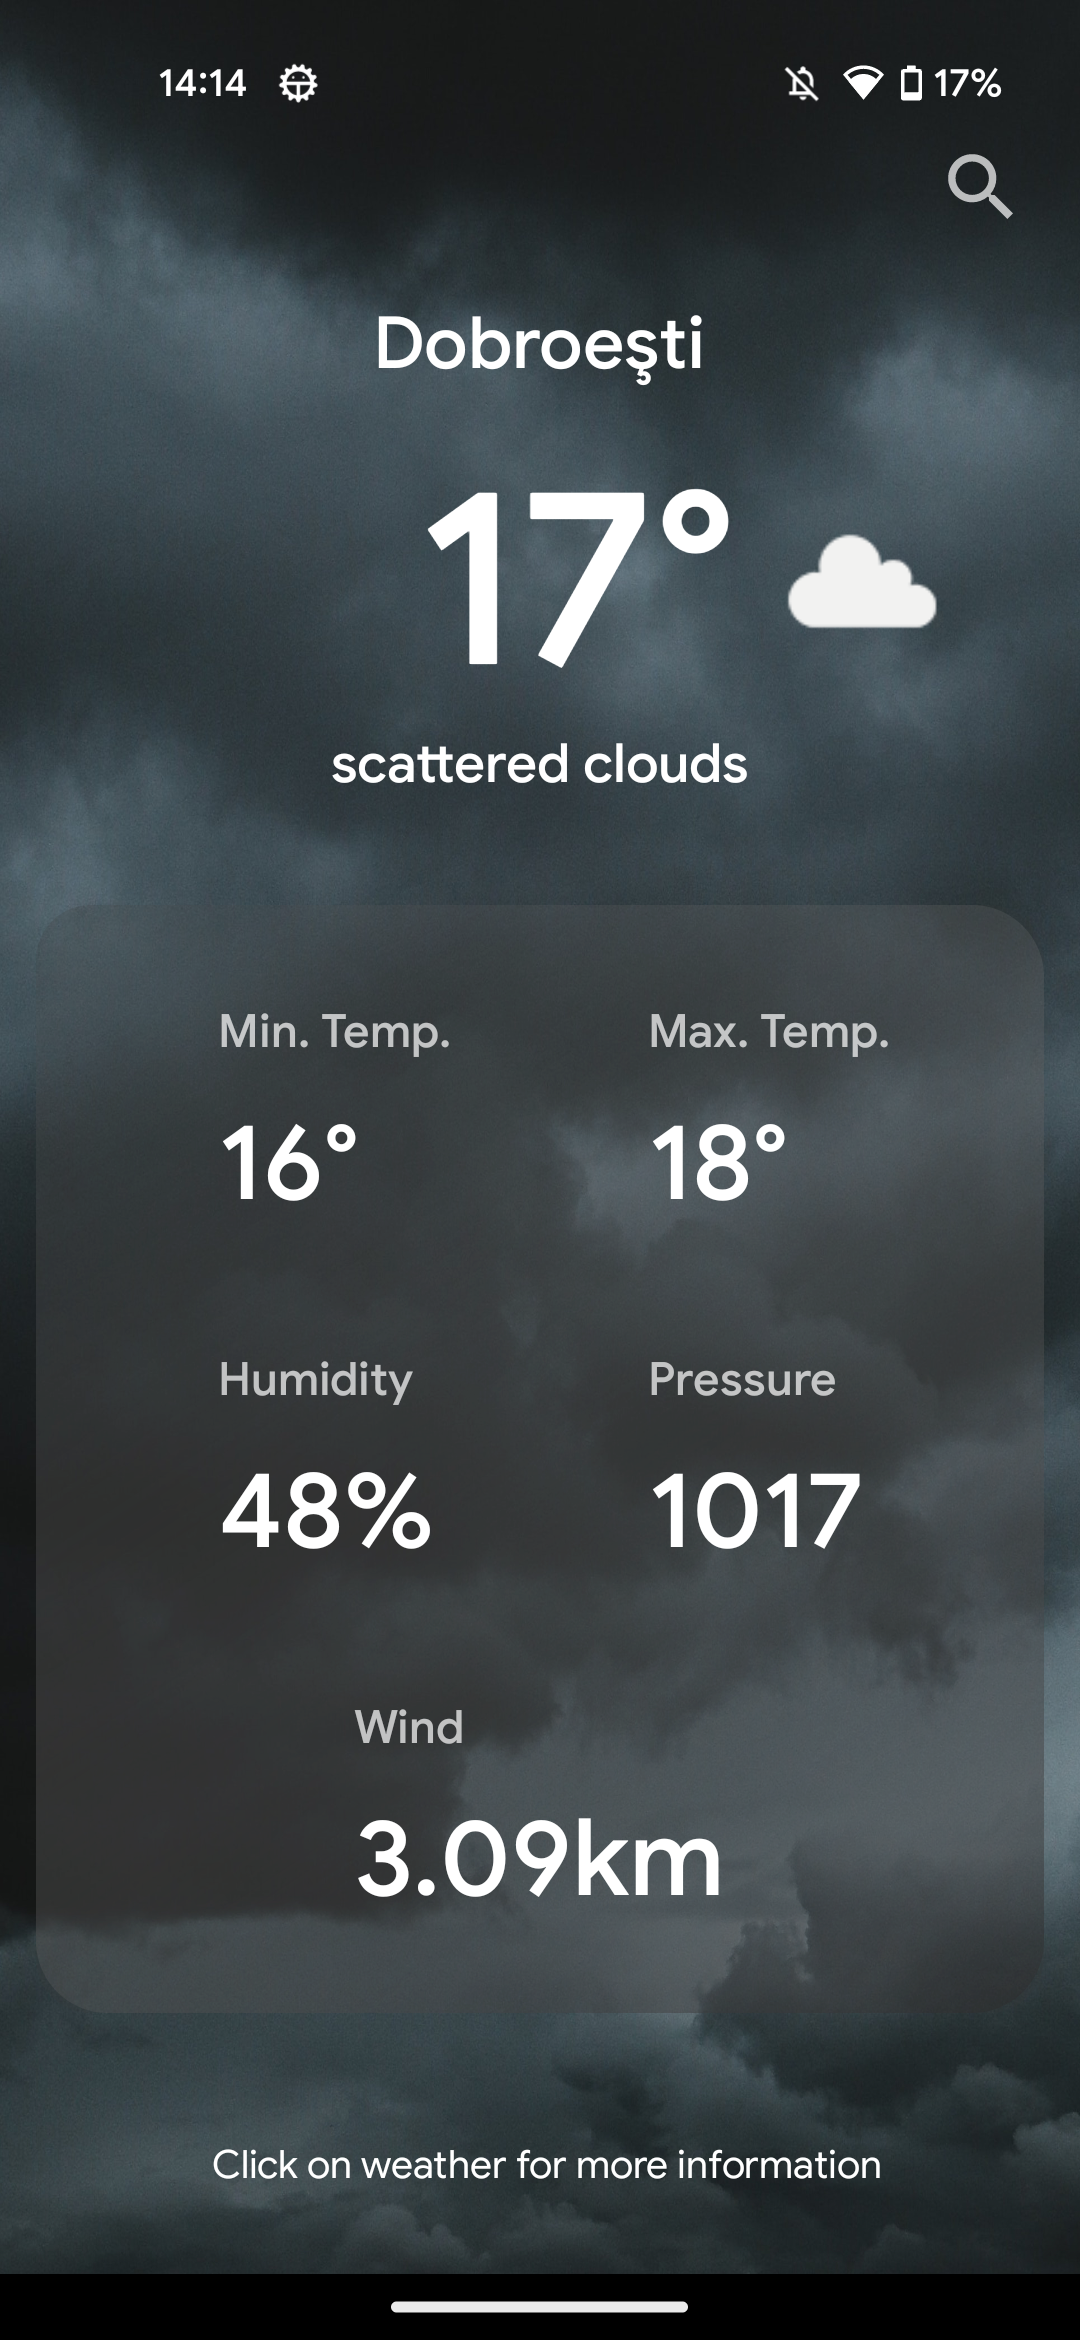 14:14 17%
Dobroeşti
17°
scattered clouds
Min. Temp. Max. Temp.
16° 18°
Humidity Pressure
48% 1017
Wind
3.09km
Click on weather for more information